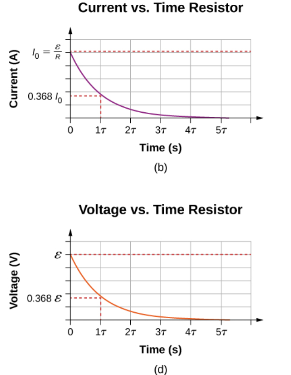 Current vs. Time Resistor
Current (A)
I₀ = ℰ/R
0.368 I₀
0 1τ 2τ 3τ 4τ 5τ
Time (s)
(b)
Voltage vs. Time Resistor
Voltage (V)
ℰ
0.368 ℰ
0 1τ 2τ 3τ 4τ 5τ
Time (s)
(d)